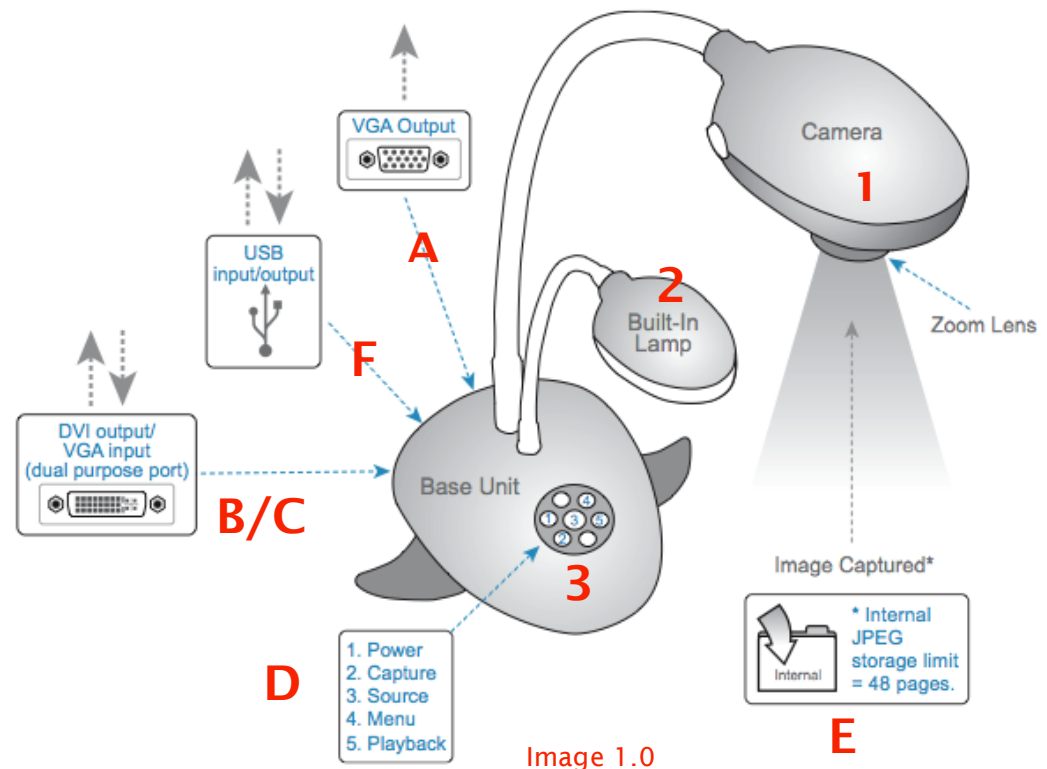 VGA Output
Camera
1
USB
input/output
A
2
Built-In
Lamp
Zoom Lens
F
DVI output/
VGA input
(dual purpose port)
B/C
Base Unit
4
1 3 5
2
3
Image Captured*
D
1. Power
2. Capture
3. Source
4. Menu
5. Playback
Internal
* Internal
JPEG
storage limit
= 48 pages.
E
Image 1.0